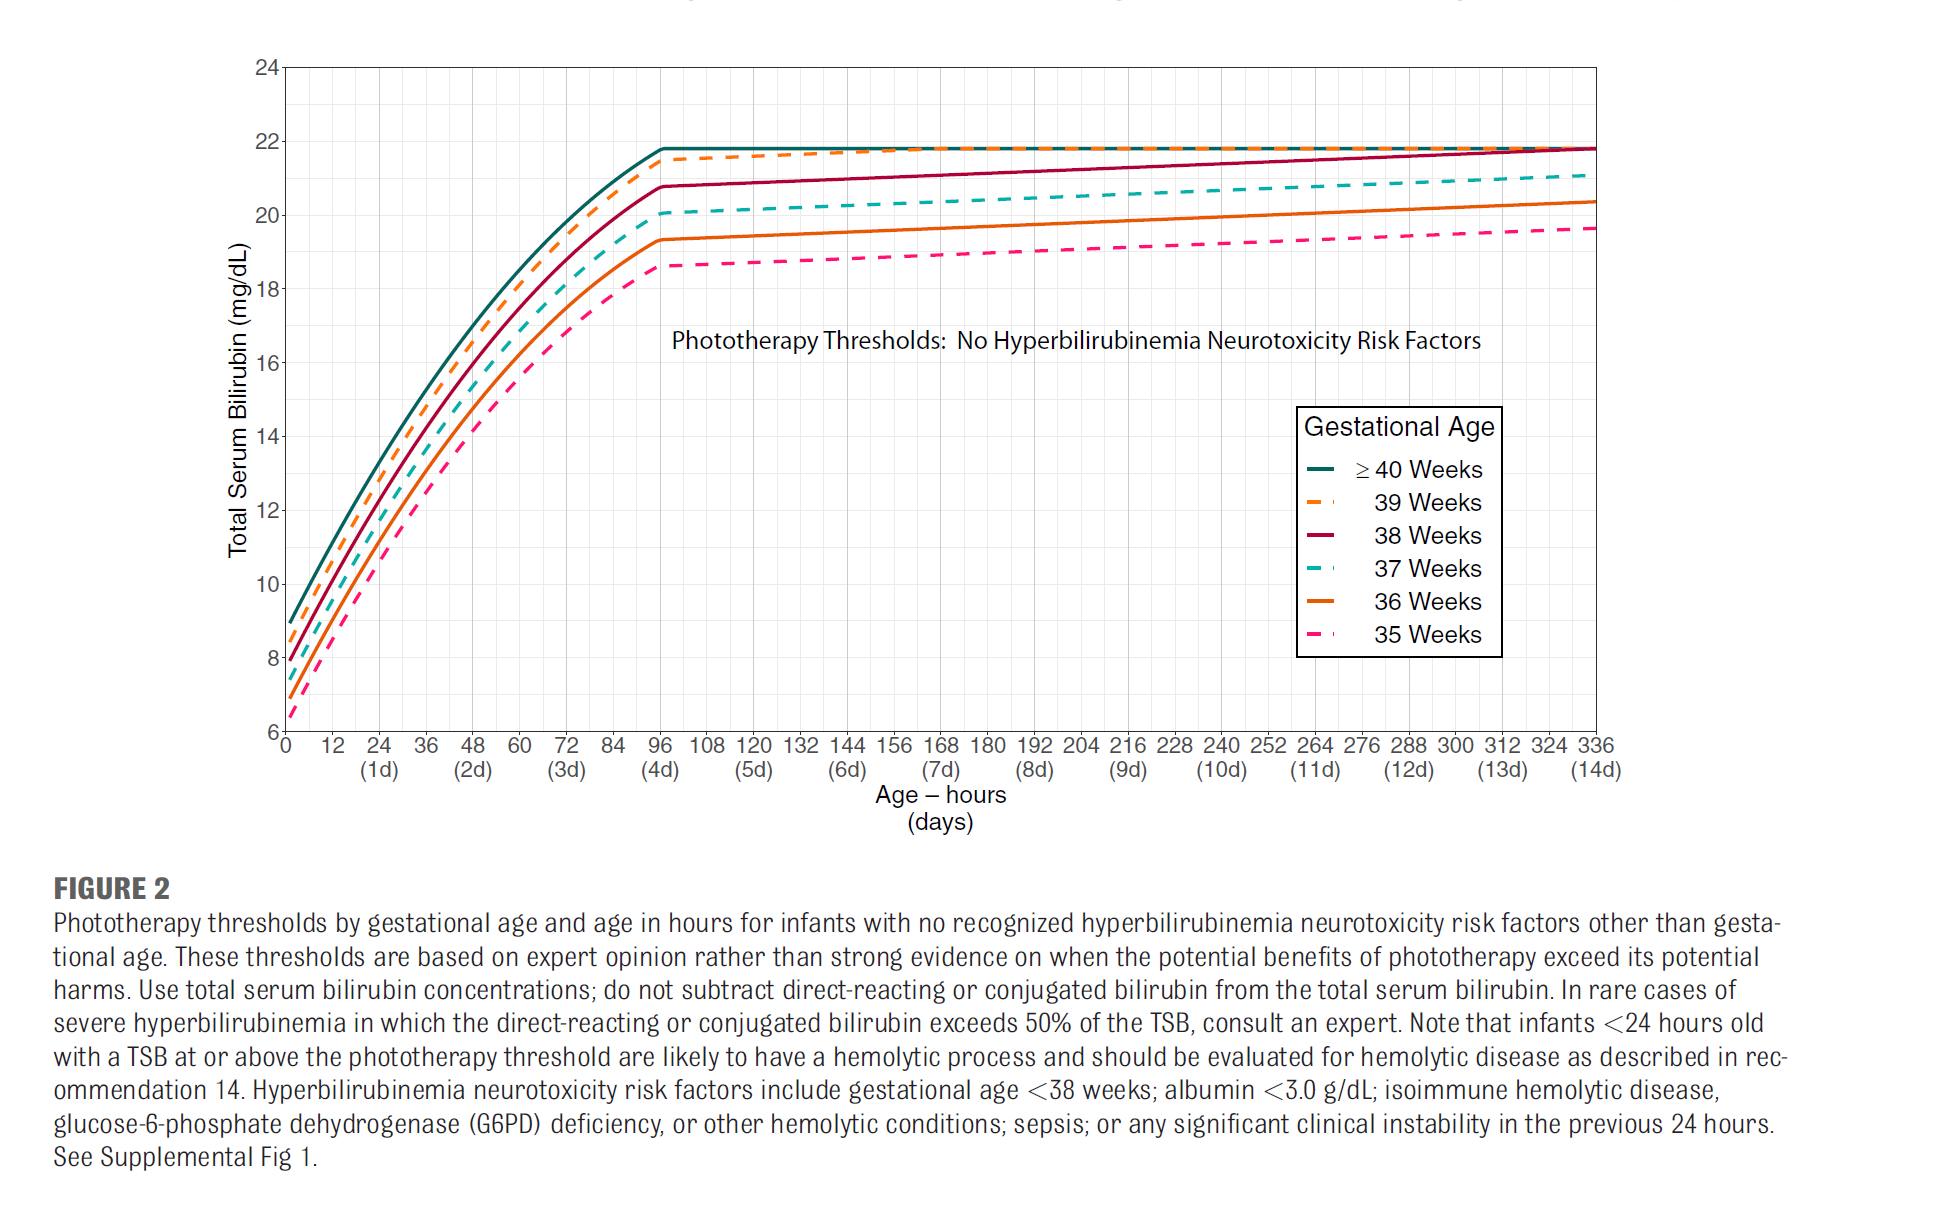 24
22
20
18
16
14
12
10
8
6
Total Serum Bilirubin (mg/dL)
Phototherapy Thresholds: No Hyperbilirubinemia Neurotoxicity Risk Factors
Gestational Age
≥ 40 Weeks
39 Weeks
38 Weeks
37 Weeks
36 Weeks
35 Weeks
0 12 24 36 48 60 72 84 96 108 120 132 144 156 168 180 192 204 216 228 240 252 264 276 288 300 312 324 336
(1d) (2d) (3d) (4d) (5d) (6d) (7d) (8d) (9d) (10d) (11d) (12d) (13d) (14d)
Age – hours
(days)
FIGURE 2
Phototherapy thresholds by gestational age and age in hours for infants with no recognized hyperbilirubinemia neurotoxicity risk factors other than gesta-
tional age. These thresholds are based on expert opinion rather than strong evidence on when the potential benefits of phototherapy exceed its potential
harms. Use total serum bilirubin concentrations; do not subtract direct-reacting or conjugated bilirubin from the total serum bilirubin. In rare cases of
severe hyperbilirubinemia in which the direct-reacting or conjugated bilirubin exceeds 50% of the TSB, consult an expert. Note that infants <24 hours old
with a TSB at or above the phototherapy threshold are likely to have a hemolytic process and should be evaluated for hemolytic disease as described in rec-
ommendation 14. Hyperbilirubinemia neurotoxicity risk factors include gestational age <38 weeks; albumin <3.0 g/dL; isoimmune hemolytic disease,
glucose-6-phosphate dehydrogenase (G6PD) deficiency, or other hemolytic conditions; sepsis; or any significant clinical instability in the previous 24 hours.
See Supplemental Fig 1.